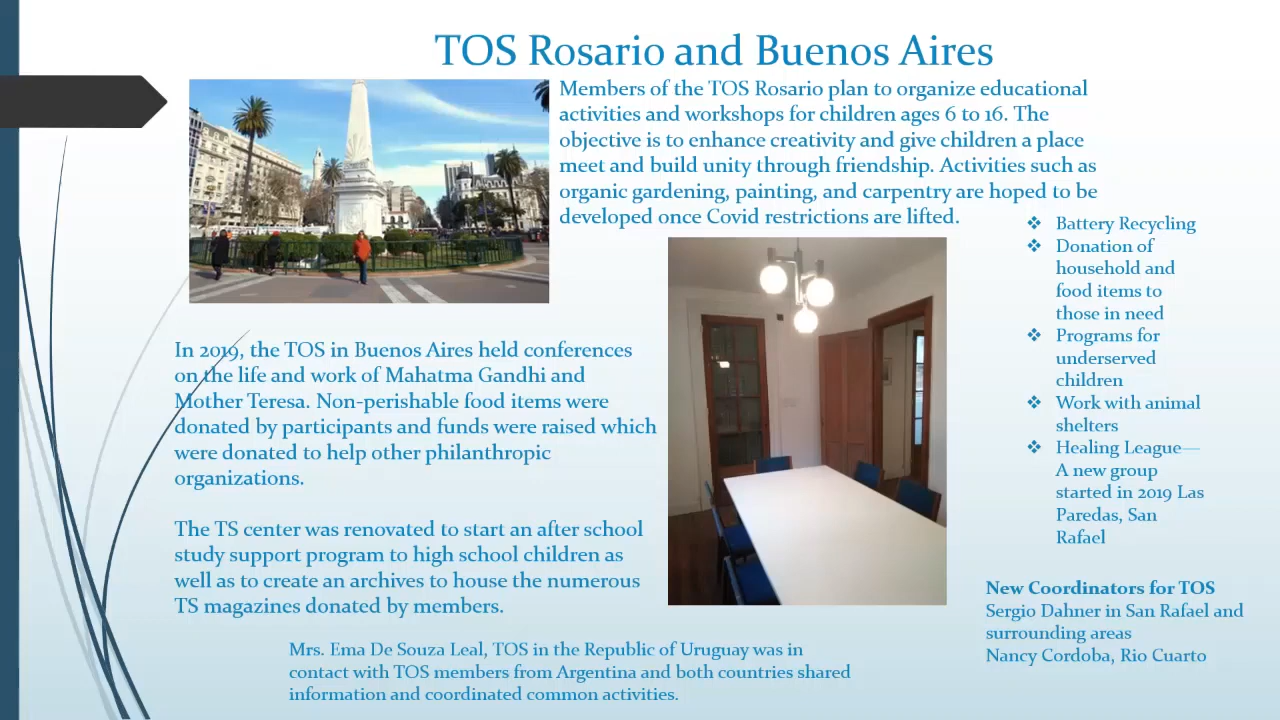 TOS Rosario and Buenos Aires
Members of the TOS Rosario plan to organize educational
activities and workshops for children ages 6 to 16. The
objective is to enhance creativity and give children a place
meet and build unity through friendship. Activities such as
organic gardening, painting, and carpentry are hoped to be
developed once Covid restrictions are lifted.
❖ Battery Recycling
❖ Donation of
household and
food items to
those in need
❖ Programs for
underserved
children
❖ Work with animal
shelters
❖ Healing League—
A new group
started in 2019 Las
Paredas, San
Rafael
In 2019, the TOS in Buenos Aires held conferences
on the life and work of Mahatma Gandhi and
Mother Teresa. Non-perishable food items were
donated by participants and funds were raised which
were donated to help other philanthropic
organizations.
The TS center was renovated to start an after school
study support program to high school children as
well as to create an archives to house the numerous
TS magazines donated by members.
New Coordinators for TOS
Sergio Dahner in San Rafael and
surrounding areas
Nancy Cordoba, Rio Cuarto
Mrs. Ema De Souza Leal, TOS in the Republic of Uruguay was in
contact with TOS members from Argentina and both countries shared
information and coordinated common activities.